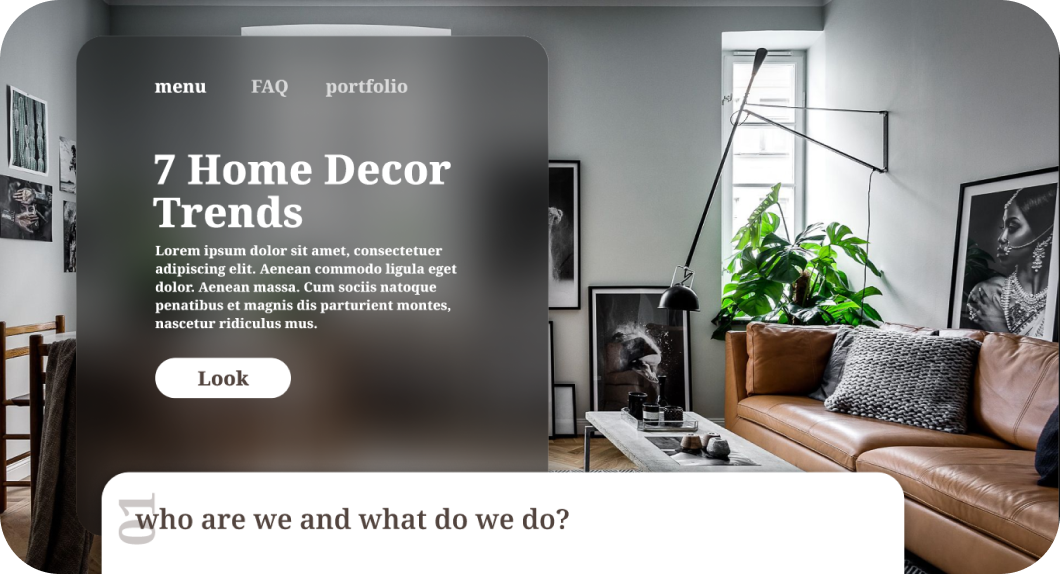 menu FAQ portfolio
7 Home Decor
Trends
Lorem ipsum dolor sit amet, consectetuer
adipiscing elit. Aenean commodo ligula eget
dolor. Aenean massa. Cum sociis natoque
penatibus et magnis dis parturient montes,
nascetur ridiculus mus.
Look
01
who are we and what do we do?